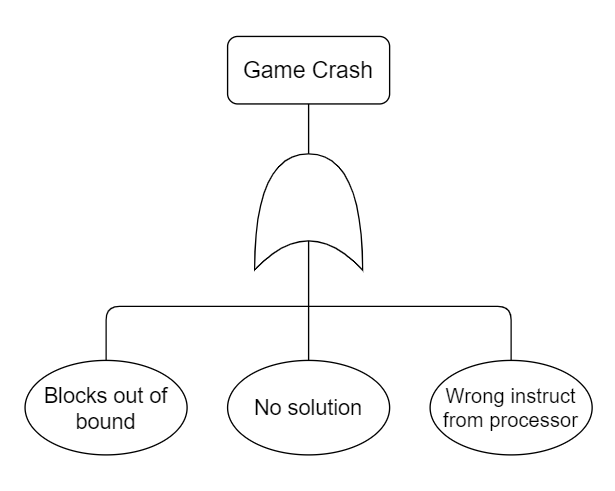 Game Crash
Blocks out of
bound
No solution
Wrong instruct
from processor